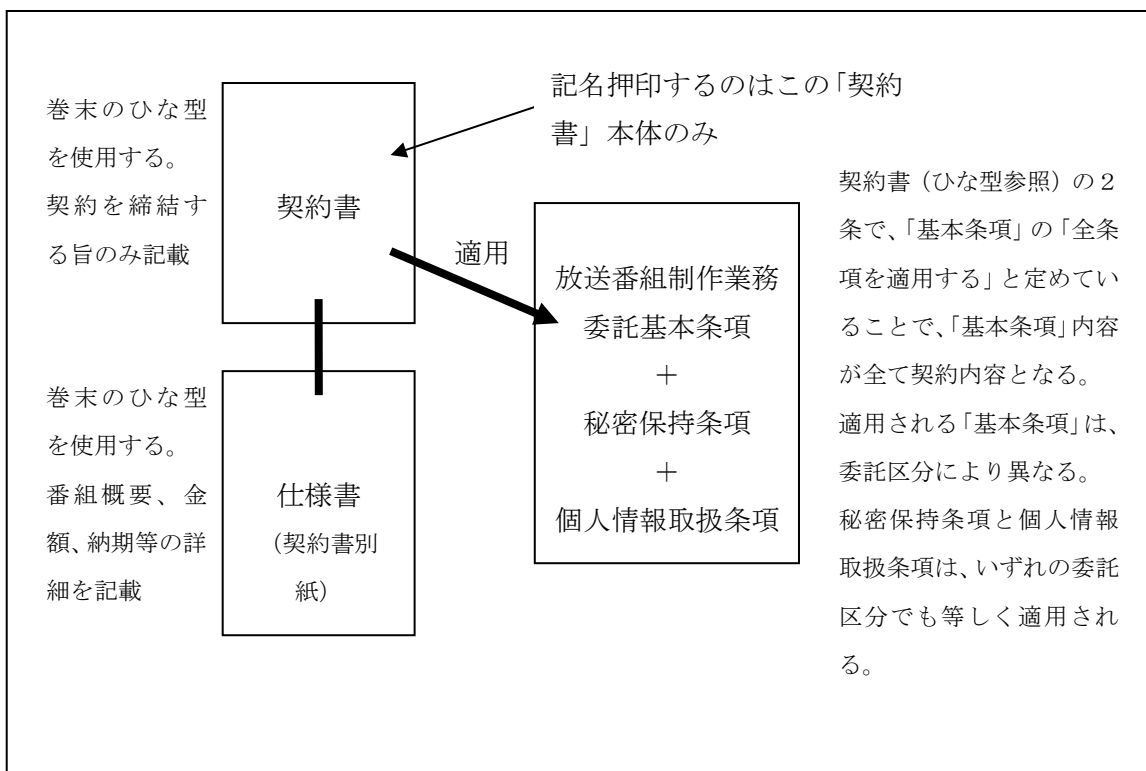 巻末のひな型
を使用する。
契約を締結す
る旨のみ記載
契約書
記名押印するのはこの「契約
書」本体のみ
適用
放送番組制作業務
委託基本条項
+
秘密保持条項
+
個人情報取扱条項
契約書（ひな型参照）の２
条で、「基本条項」の「全条
項を適用する」と定めてい
ることで、「基本条項」内容
が全て契約内容となる。
適用される「基本条項」は、
委託区分により異なる。
秘密保持条項と個人情報
取扱条項は、いずれの委託
区分でも等しく適用され
る。
巻末のひな型
を使用する。
番組概要、金
額、納期等の詳
細を記載
仕様書
（契約書別
紙）